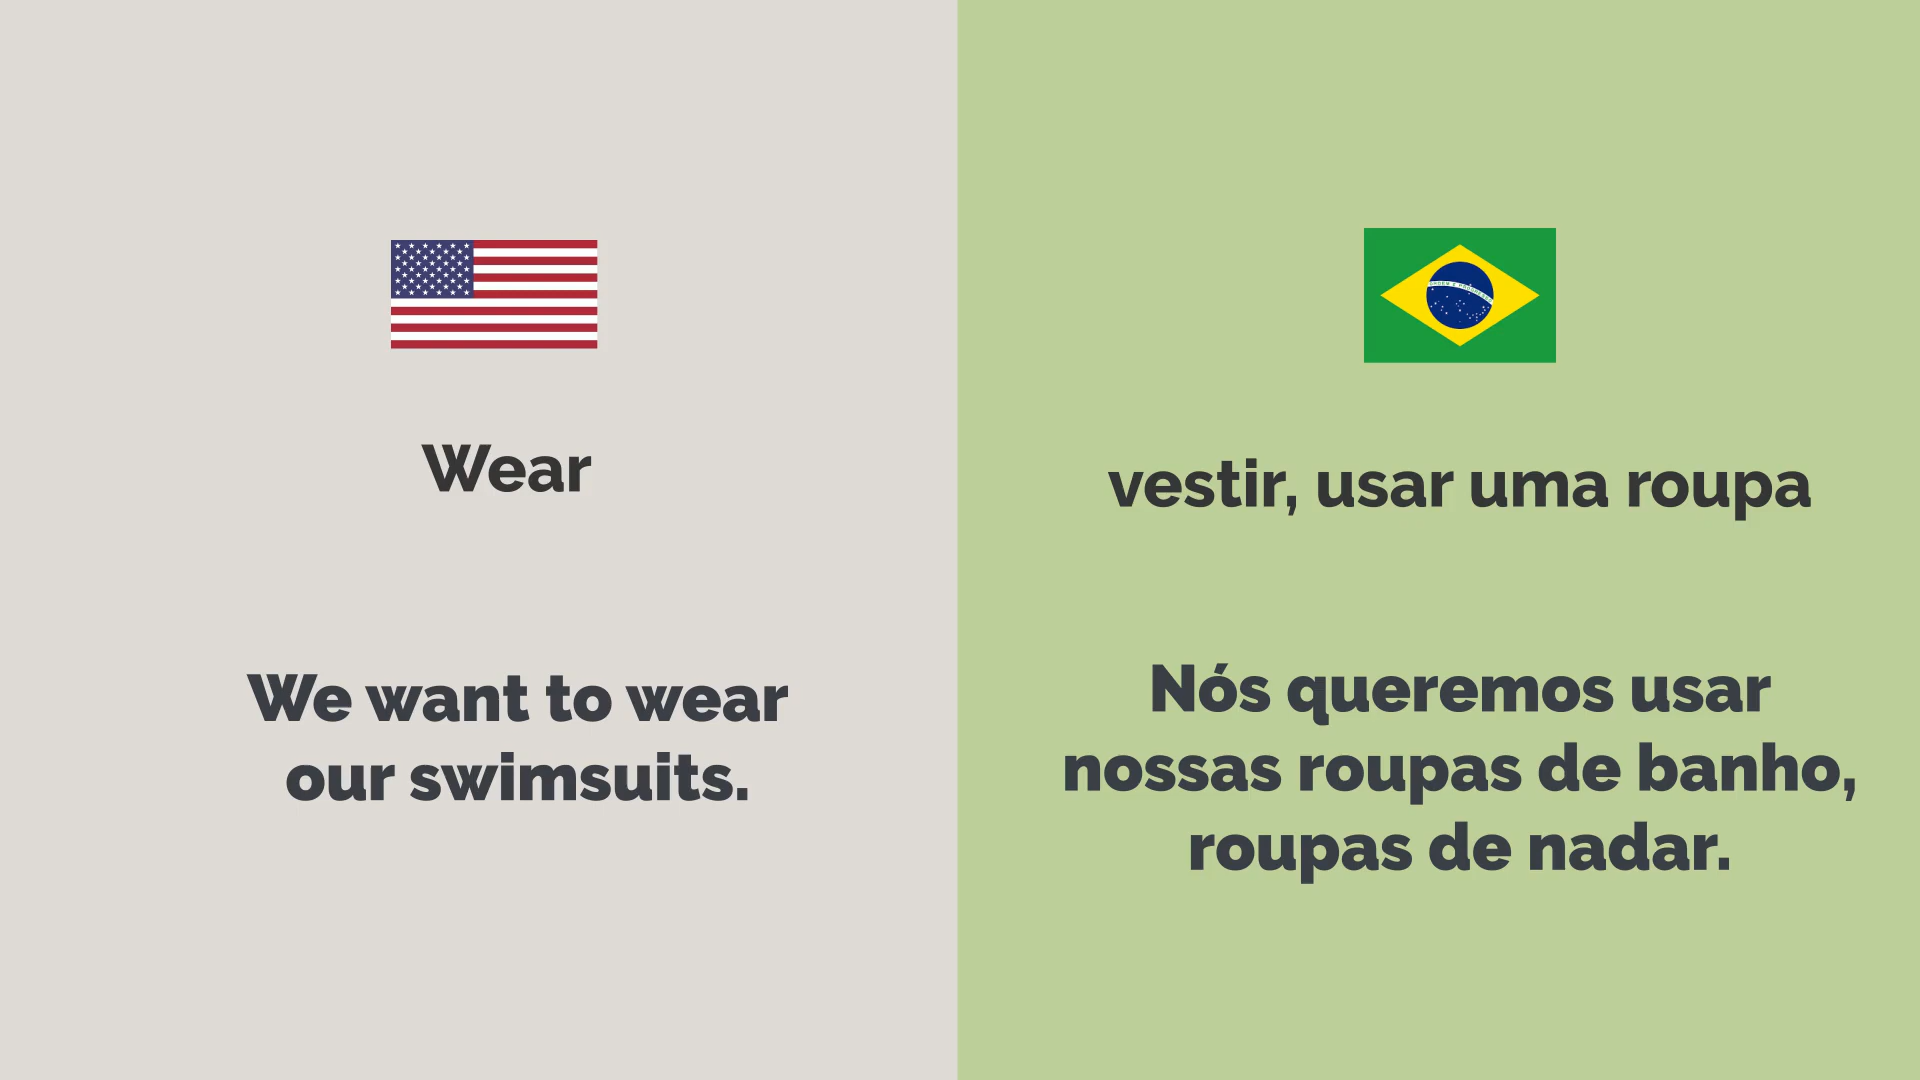 Wear
We want to wear
our swimsuits.
vestir, usar uma roupa
Nós queremos usar
nossas roupas de banho,
roupas de nadar.